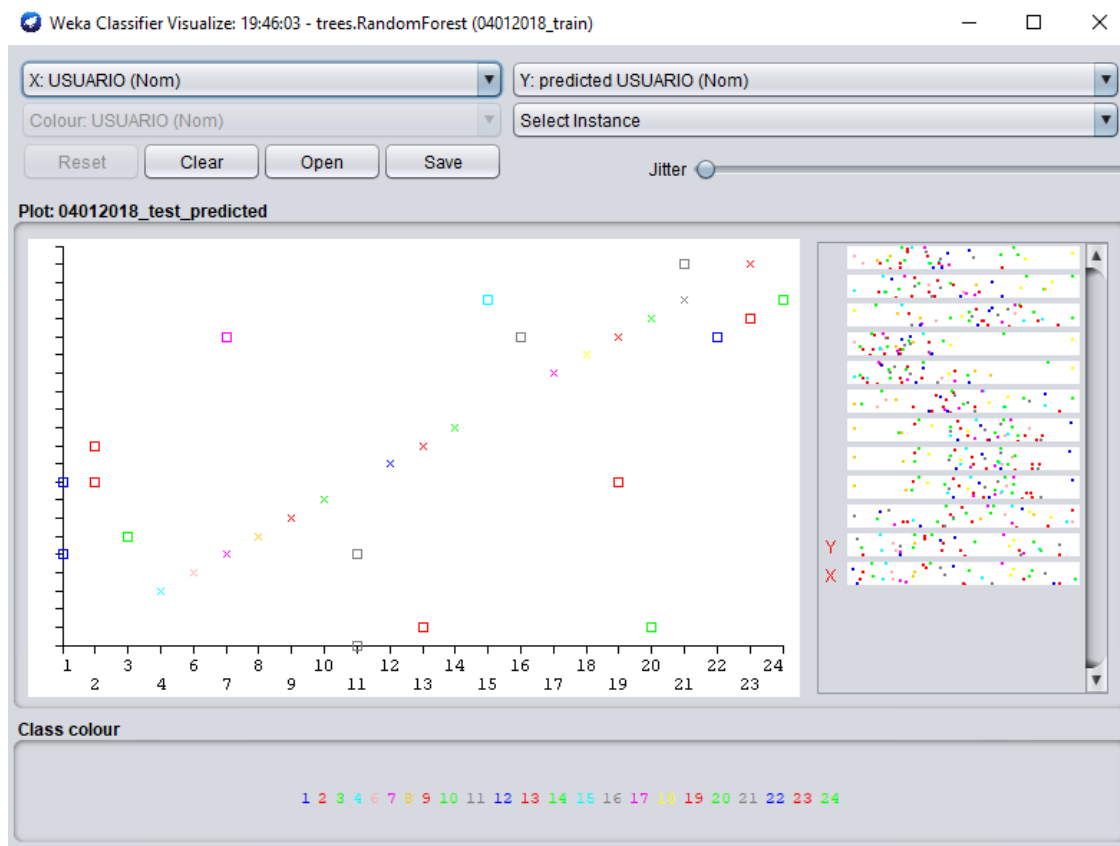 Weka Classifier Visualize: 19:46:03 - trees.RandomForest (04012018_train)
X: USUARIO (Nom) Y: predicted USUARIO (Nom)
Colour: USUARIO (Nom) Select Instance
Reset Clear Open Save Jitter
Plot: 04012018_test_predicted
Y
X
1 3 6 8 10 12 14 16 18 20 22 24
2 4 7 9 11 13 15 17 19 21 23
Class colour
1 2 3 4 6 7 8 9 10 11 12 13 14 15 16 17 18 19 20 21 22 23 24